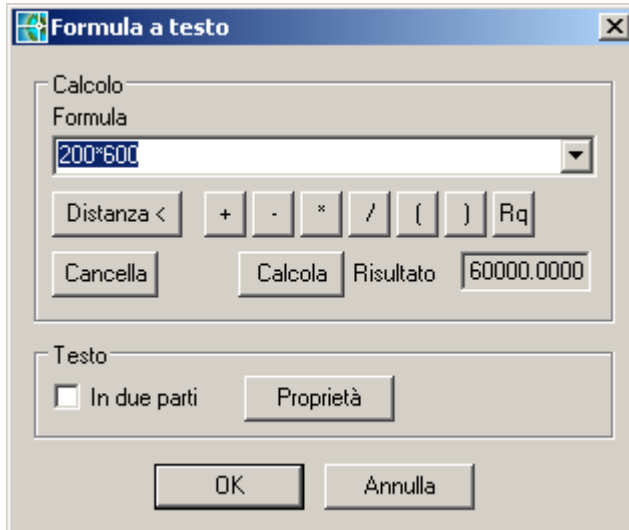 Formula a testo
Calcolo
Formula
200*600
Distanza < + - * / ( ) Rq
Cancella Calcola Risultato 60000.0000
Testo
In due parti Proprietà
OK Annulla